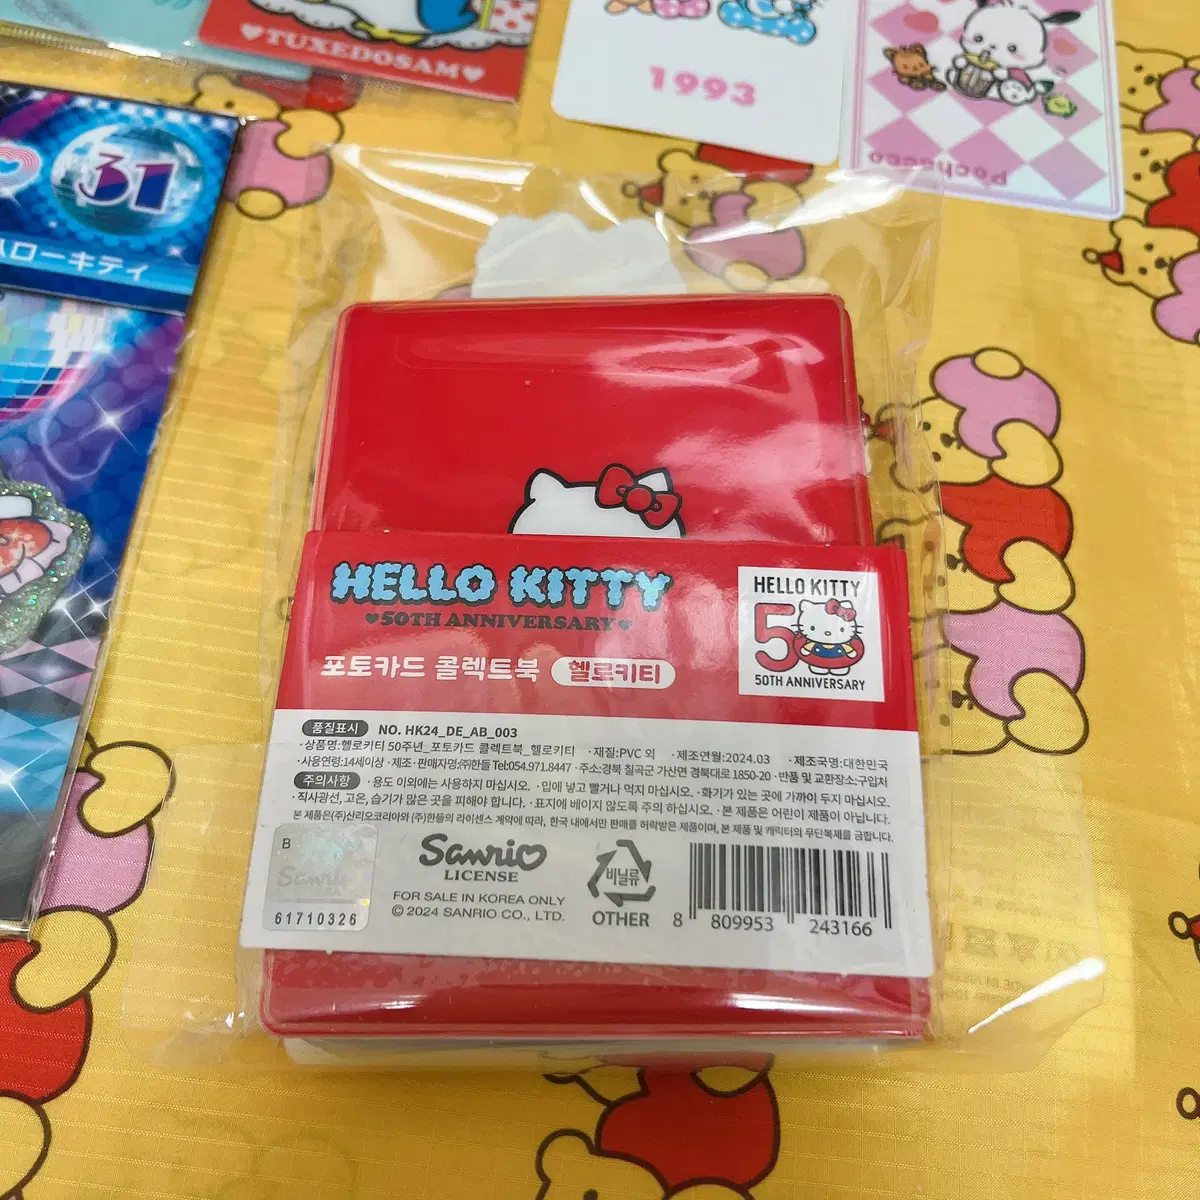 ♥TUXEDOSAM♥
1993
Pochacco
31
ハローキティ
HELLO KITTY
♥50TH ANNIVERSARY♥
포토카드 콜렉트북 헬로키티
HELLO KITTY
50
50TH ANNIVERSARY
품질표시 NO. HK24_DE_AB_003
·상품명:헬로키티 50주년_포토카드 콜렉트북_헬로키티 ·재질:PVC 외 ·제조연월:2024.03 ·제조국명:대한민국
·사용연령:14세이상 ·제조·판매자명:(주)한들 Tel:054.971.8447 ·주소:경북 칠곡군 가산면 경북대로 1850-20 ·반품 및 교환장소:구입처
주의사항 ·용도 이외에는 사용하지 마십시오. ·입에 넣고 빨거나 먹지 마십시오. ·화기가 있는 곳에 가까이 두지 마십시오.
·직사광선, 고온, 습기가 많은 곳을 피해야 합니다. ·표지에 베이지 않도록 주의 하십시오. ·본 제품은 어린이 제품이 아닙니다.
본 제품은(주)산리오코리아와 (주)한들의 라이센스 계약에 따라, 한국 내에서만 판매를 허락받은 제품이며, 본 제품 및 캐릭터의 무단복제를 금합니다.
B
Sanrio
61710326
Sanrio
LICENSE
FOR SALE IN KOREA ONLY
© 2024 SANRIO CO., LTD.
비닐류
OTHER
8 809953 243166